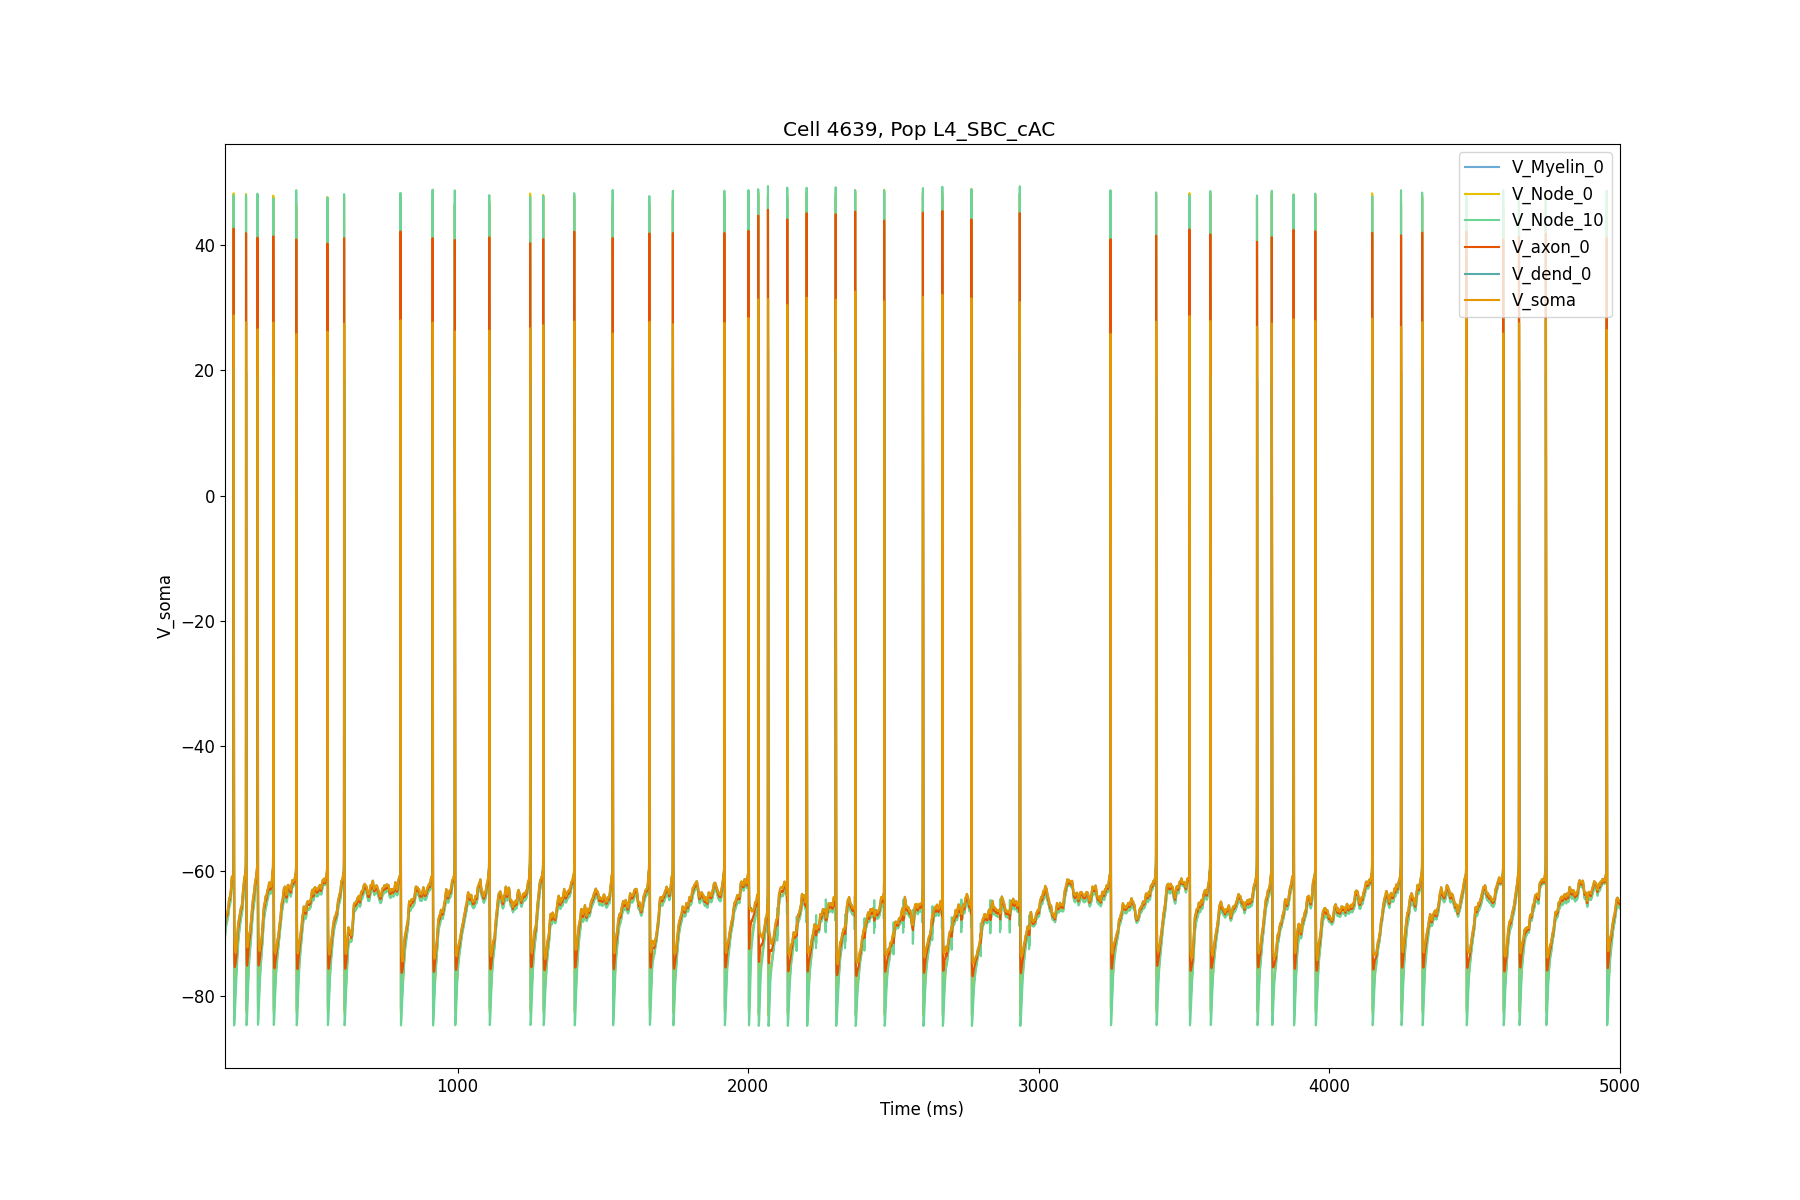 Cell 4639, Pop L4_SBC_cAC
V_Myelin_0
V_Node_0
V_Node_10
V_axon_0
V_dend_0
V_soma
40
20
0
−20
−40
−60
−80
V_soma
1000
2000
3000
4000
5000
Time (ms)